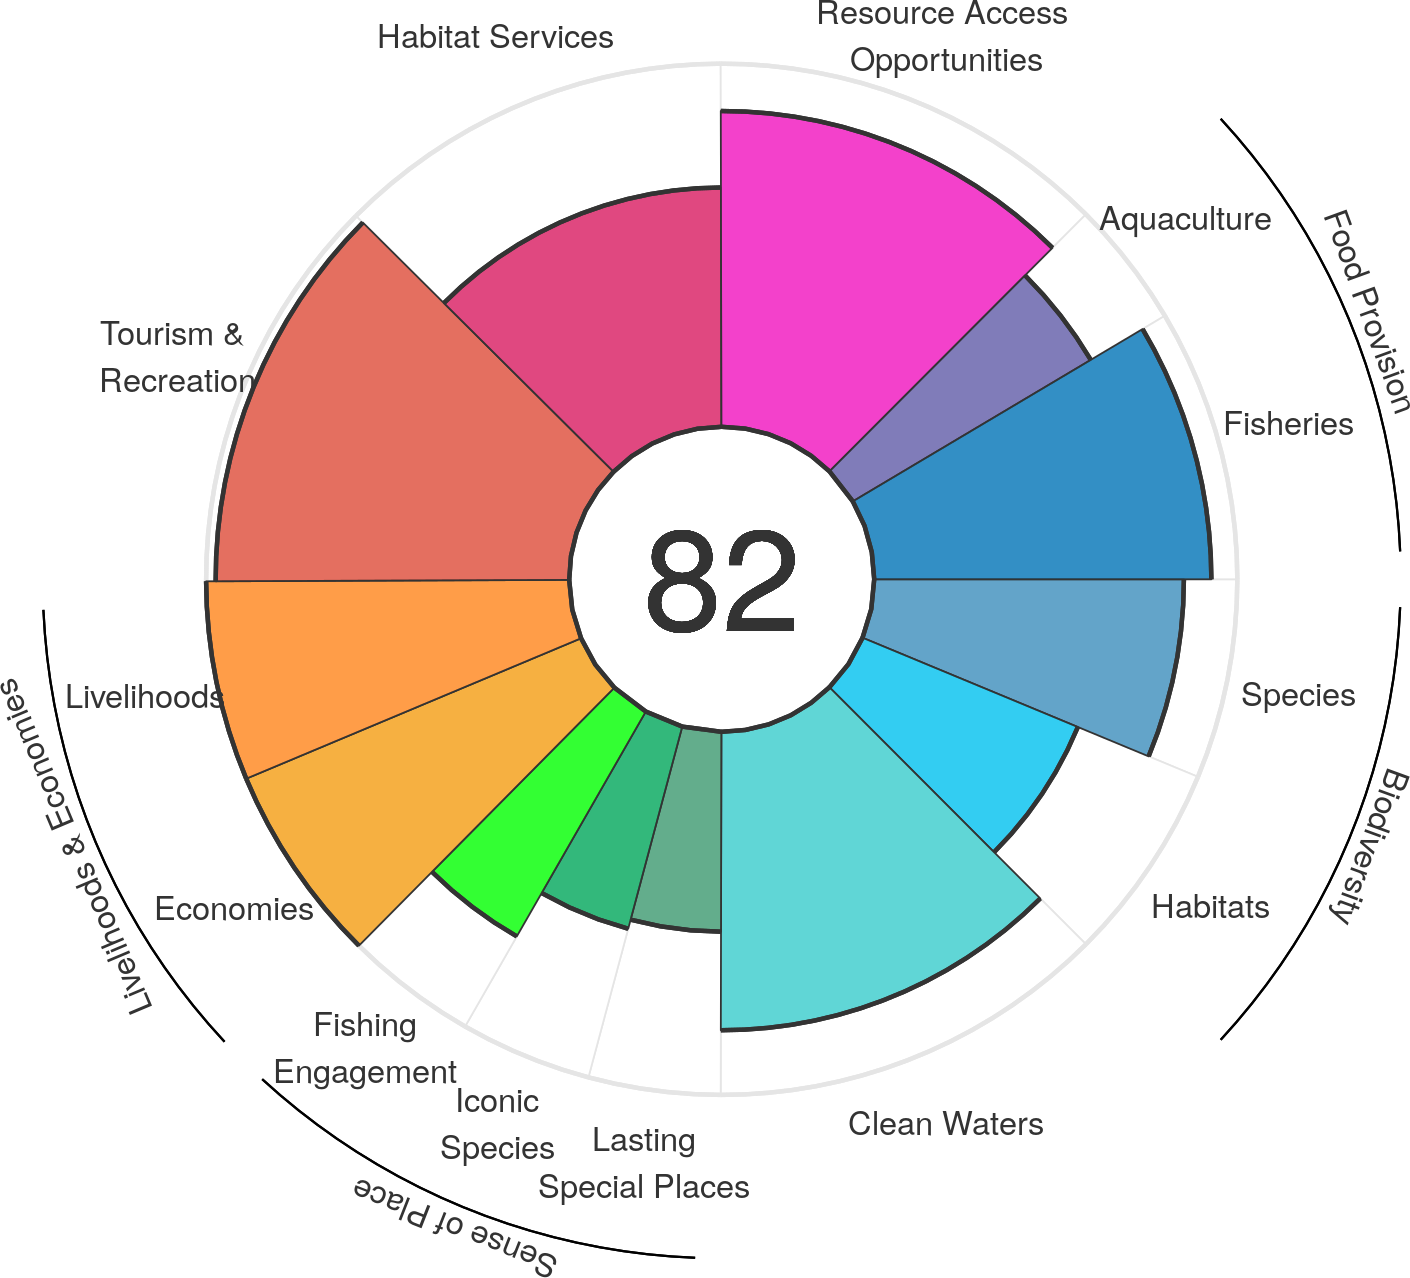 Resource Access
Opportunities
Habitat Services
Aquaculture
Food Provision
Tourism &
Recreation
Fisheries
82
Livelihoods
Species
Livelihoods & Economies
Biodiversity
Economies
Habitats
Fishing
Engagement
Iconic
Species
Clean Waters
Lasting
Special Places
Sense of Place